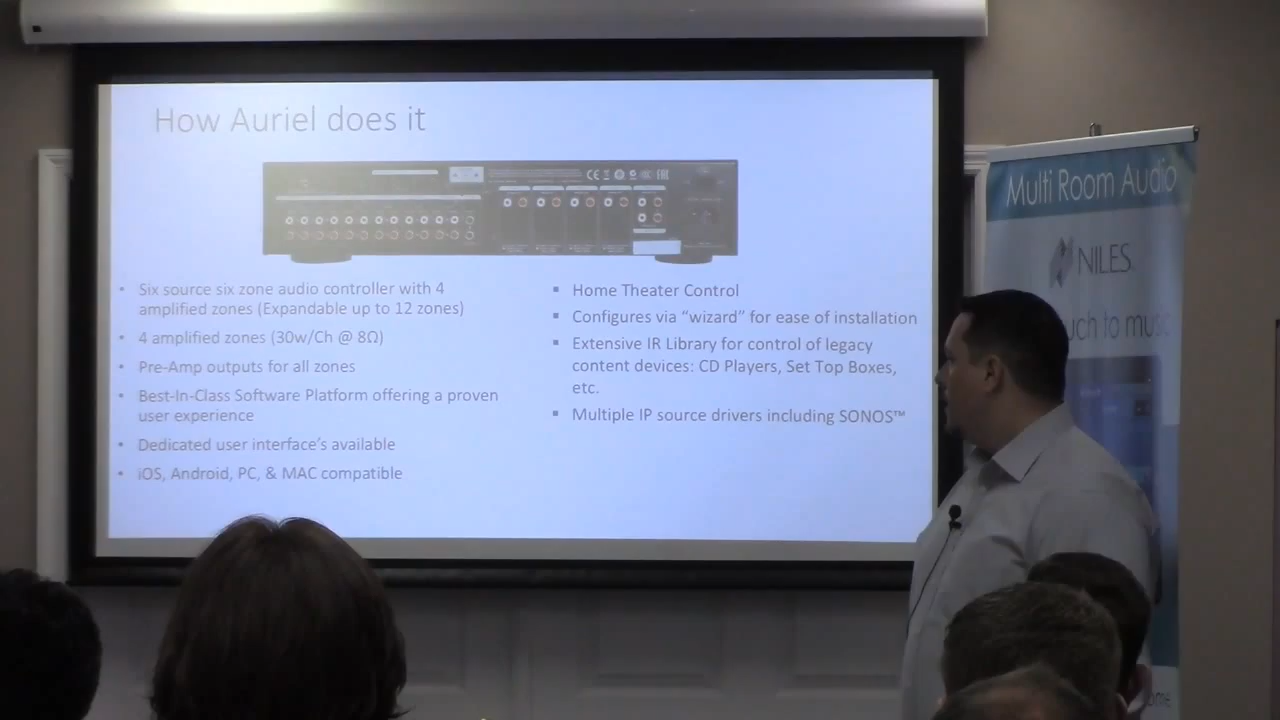 How Auriel does it
Six source six zone audio controller with 4
amplified zones (Expandable up to 12 zones)
4 amplified zones (30w/Ch @ 8Ω)
Pre-Amp outputs for all zones
Best-In-Class Software Platform offering a proven
user experience
Dedicated user interface's available
iOS, Android, PC, & MAC compatible
Home Theater Control
Configures via “wizard” for ease of installation
Extensive IR Library for control of legacy
content devices: CD Players, Set Top Boxes,
etc.
Multiple IP source drivers including SONOS™
Multi Room Audio
NILES
to